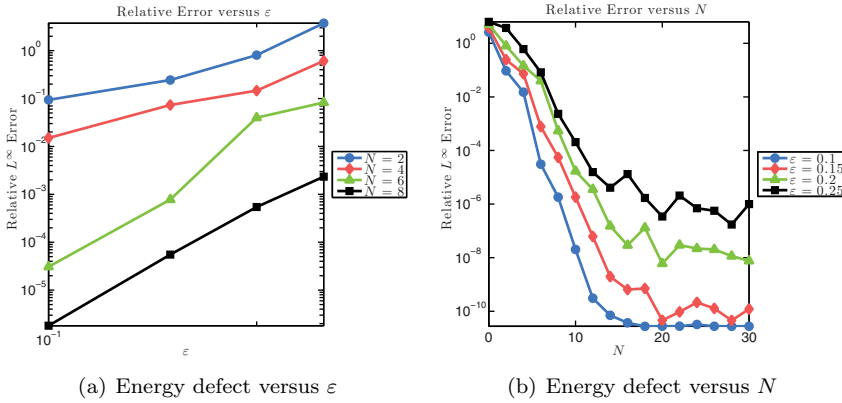 Relative Error versus ε
10^0
10^-1
10^-2
10^-3
10^-4
10^-5
10^-1
Relative L^∞ Error
ε
N = 2
N = 4
N = 6
N = 8
(a) Energy defect versus ε
Relative Error versus N
10^0
10^-2
10^-4
10^-6
10^-8
10^-10
0 10 20 30
Relative L^∞ Error
N
ε = 0.1
ε = 0.15
ε = 0.2
ε = 0.25
(b) Energy defect versus N